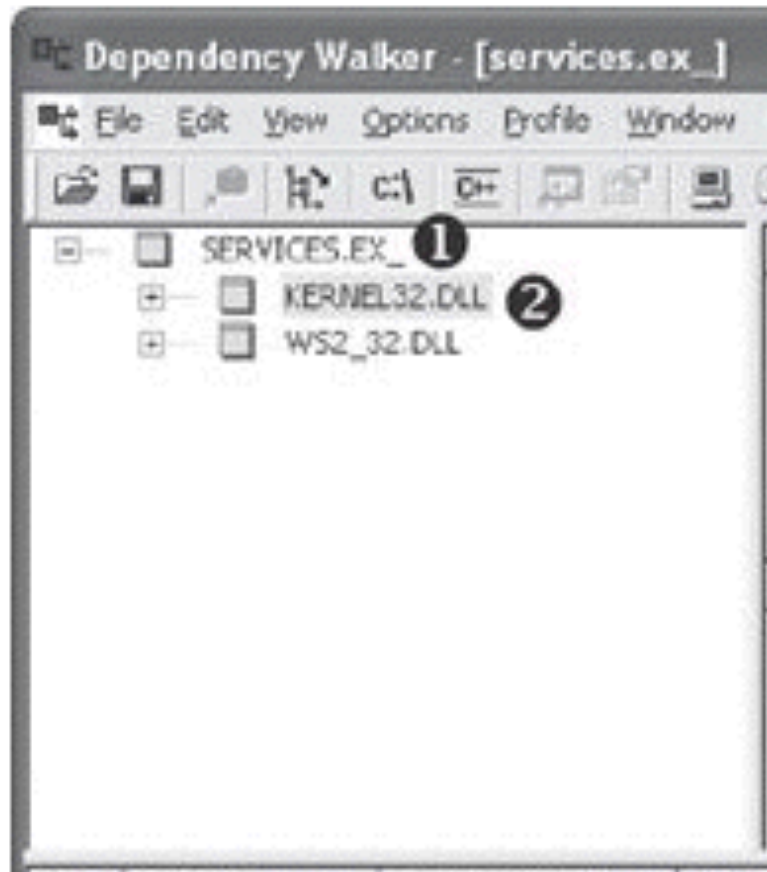 Dependency Walker - [services.ex_]
File Edit View Options Profile Window
C:\ C++
SERVICES.EX_ 1
KERNEL32.DLL 2
WS2_32.DLL